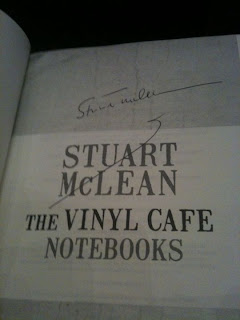 STUART
McLEAN
THE VINYL CAFE
NOTEBOOKS